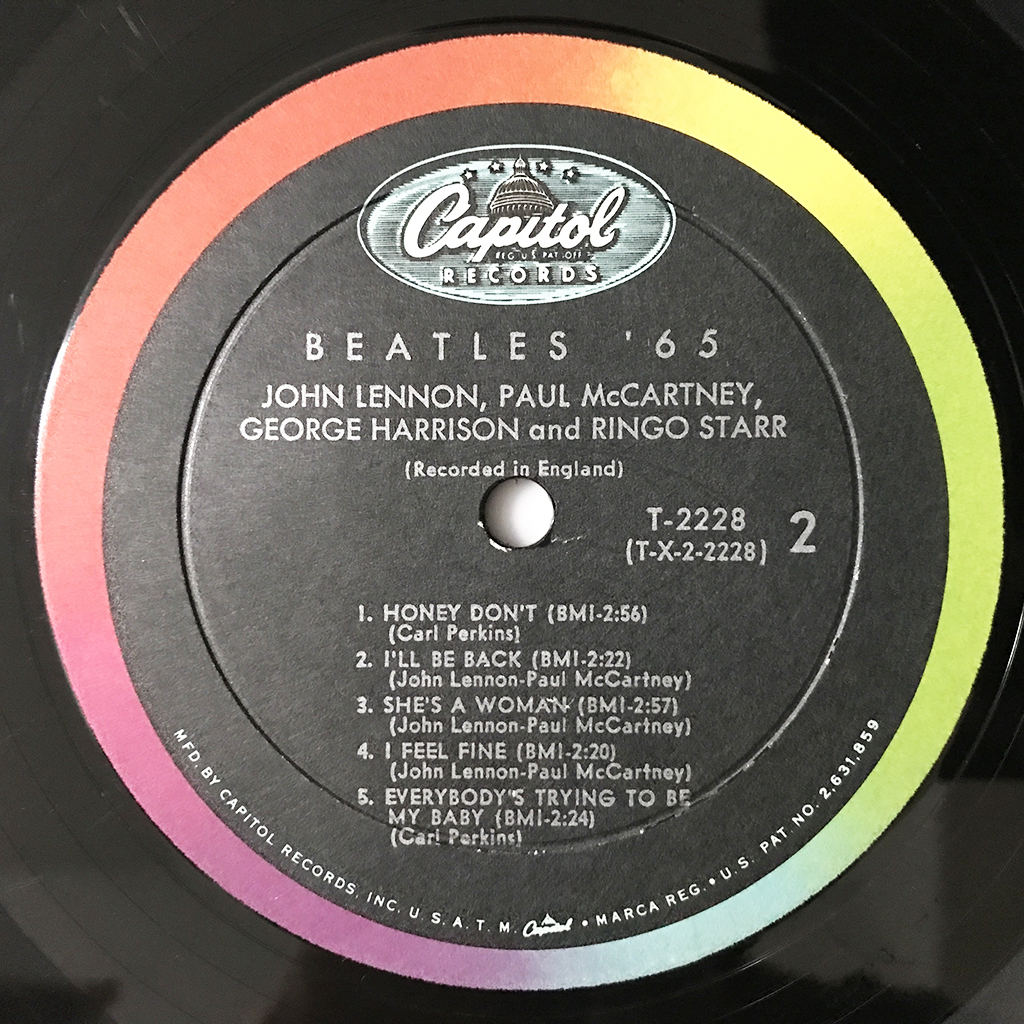 Capitol
REG. U.S. PAT. OFF.
RECORDS
BEATLES '65
JOHN LENNON, PAUL McCARTNEY,
GEORGE HARRISON and RINGO STARR
(Recorded in England)
T-2228
(T-X-2-2228)
2
1. HONEY DON'T (BMI-2:56)
(Carl Perkins)
2. I'LL BE BACK (BMI-2:22)
(John Lennon-Paul McCartney)
3. SHE'S A WOMAN (BMI-2:57)
(John Lennon-Paul McCartney)
4. I FEEL FINE (BMI-2:20)
(John Lennon-Paul McCartney)
5. EVERYBODY'S TRYING TO BE
MY BABY (BMI-2:24)
(Carl Perkins)
MFD. BY CAPITOL RECORDS, INC. U.S.A. T.M. Capitol • MARCA REG. • U.S. PAT. NO. 2,631,859